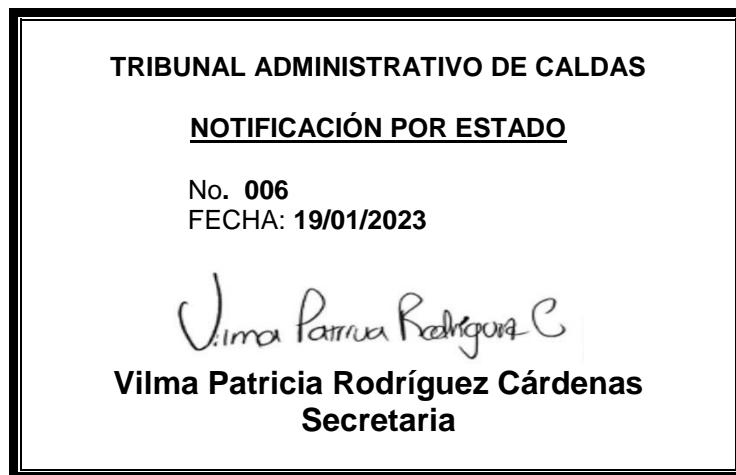 TRIBUNAL ADMINISTRATIVO DE CALDAS
NOTIFICACIÓN POR ESTADO
No. 006
FECHA: 19/01/2023
Vilma Patricia Rodríguez C
Vilma Patricia Rodríguez Cárdenas
Secretaria